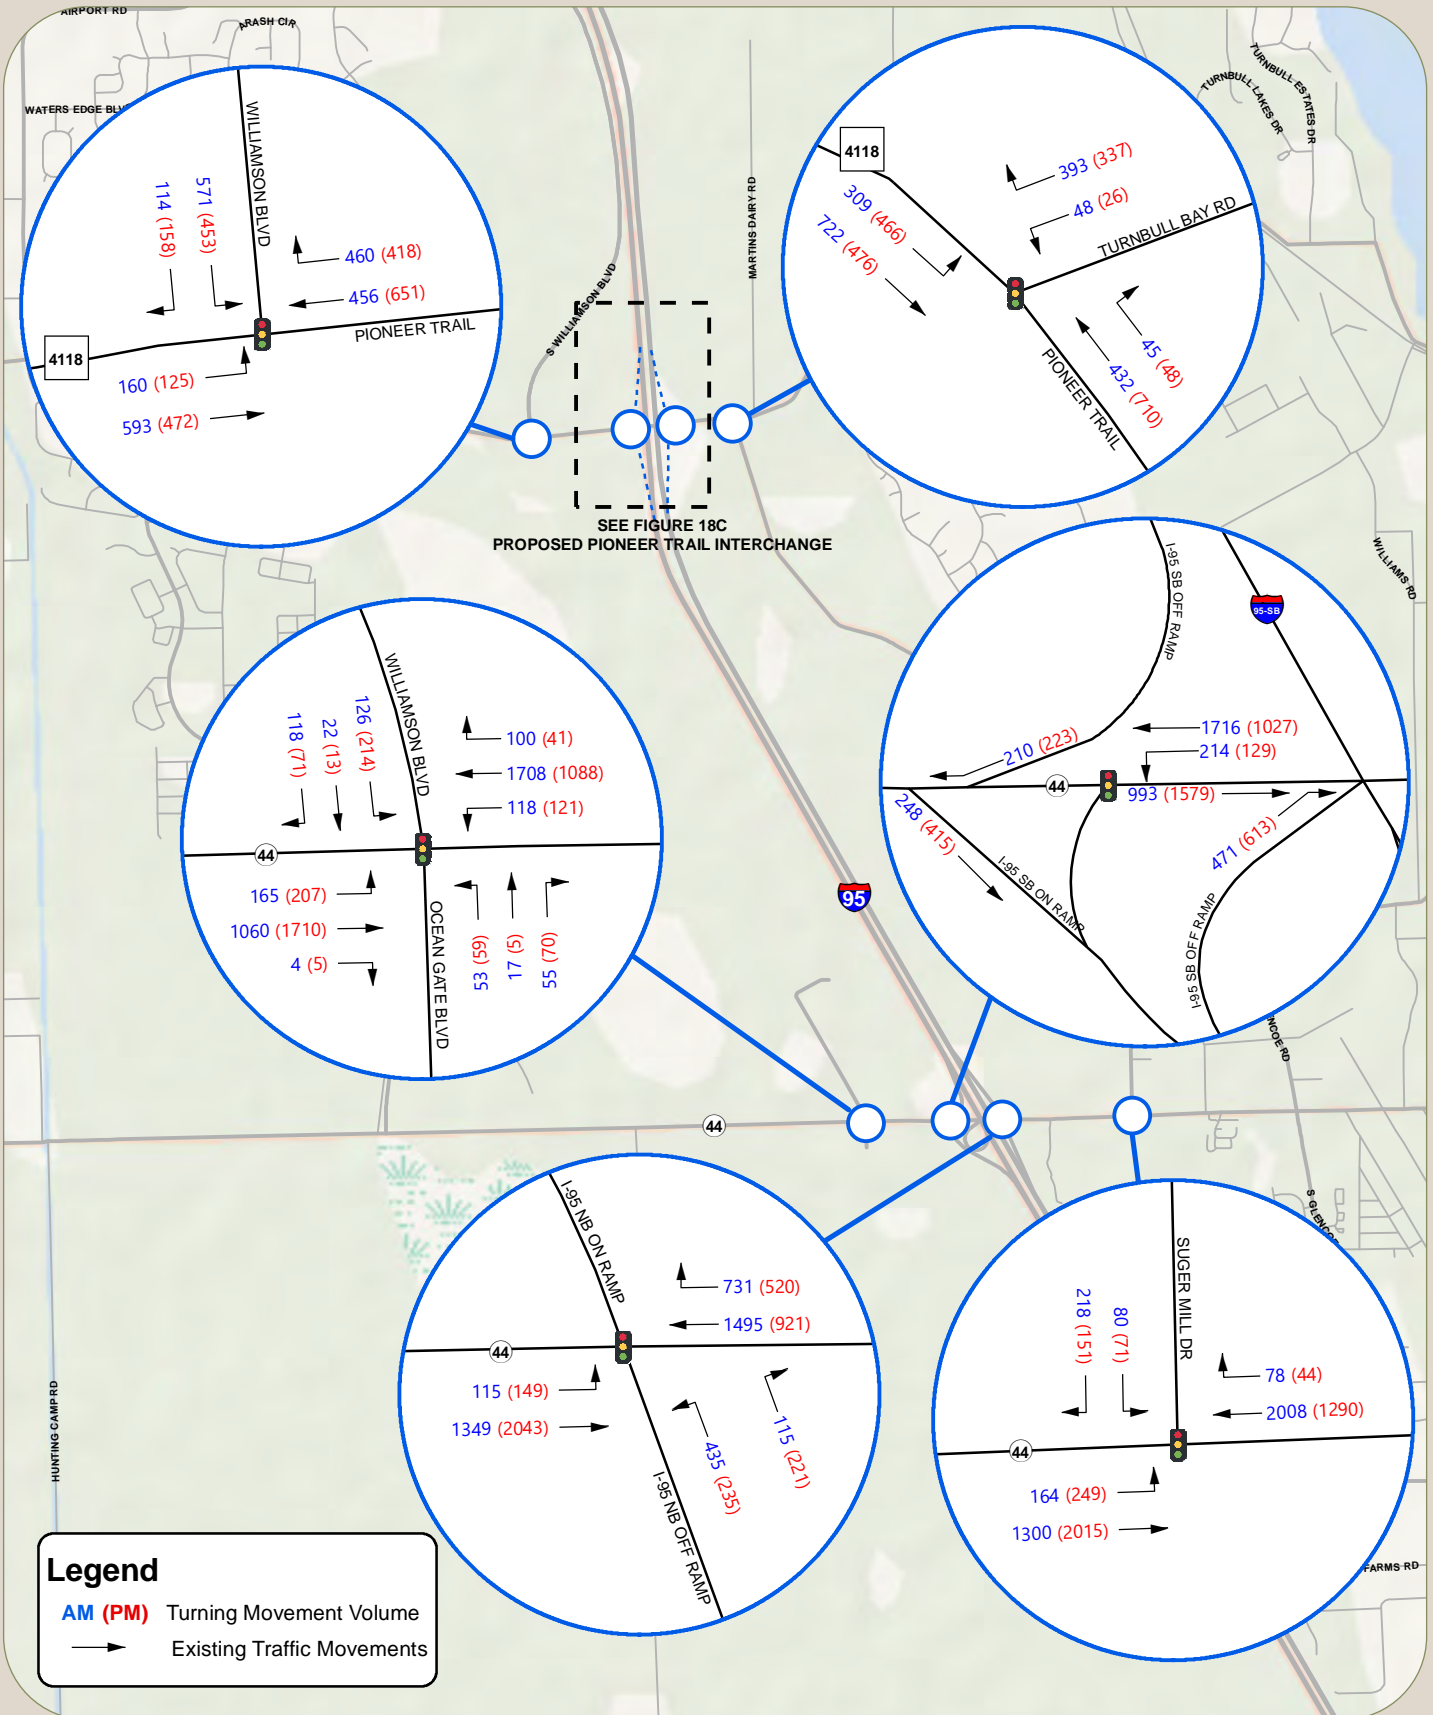 AIRPORT RD
ARASH CIR
WATERS EDGE BLV
WILLIAMSON BLVD
114 (158)
571 (453)
460 (418)
456 (651)
PIONEER TRAIL
4118
160 (125)
593 (472)
S WILLIAMSON BLVD
MARTINS DAIRY RD
4118
309 (466)
722 (476)
393 (337)
48 (26)
TURNBULL BAY RD
45 (48)
432 (710)
PIONEER TRAIL
TURNBULL LAKES DR
TURNBULL ESTATES DR
SEE FIGURE 18C
PROPOSED PIONEER TRAIL INTERCHANGE
WILLIAMS RD
I-95 SB OFF RAMP
95-SB
1716 (1027)
214 (129)
210 (223)
44
993 (1579)
248 (415)
471 (613)
I-95 SB ON RAMP
I-95 SB OFF RAMP
WILLIAMSON BLVD
118 (71)
22 (13)
126 (214)
100 (41)
1708 (1088)
118 (121)
44
165 (207)
1060 (1710)
4 (5)
OCEAN GATE BLVD
53 (59)
17 (5)
55 (70)
95
NCOE RD
44
I-95 NB ON RAMP
731 (520)
1495 (921)
44
115 (149)
1349 (2043)
435 (235)
115 (221)
I-95 NB OFF RAMP
S GLENCO
SUGER MILL DR
218 (151)
80 (71)
78 (44)
2008 (1290)
44
164 (249)
1300 (2015)
HUNTING CAMP RD
FARMS RD
Legend
AM (PM) Turning Movement Volume
Existing Traffic Movements